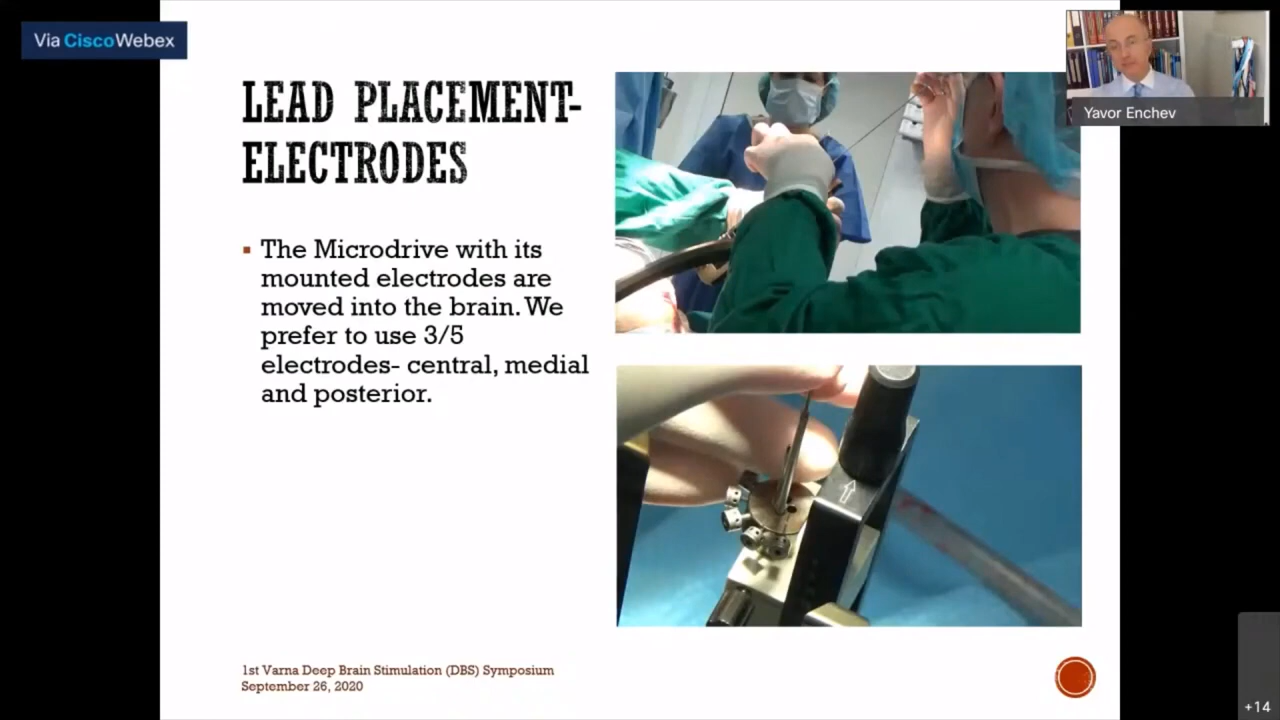 Via Cisco Webex
Yavor Enchev
LEAD PLACEMENT-
ELECTRODES
The Microdrive with its
mounted electrodes are
moved into the brain. We
prefer to use 3/5
electrodes- central, medial
and posterior.
1st Varna Deep Brain Stimulation (DBS) Symposium
September 26, 2020
+14